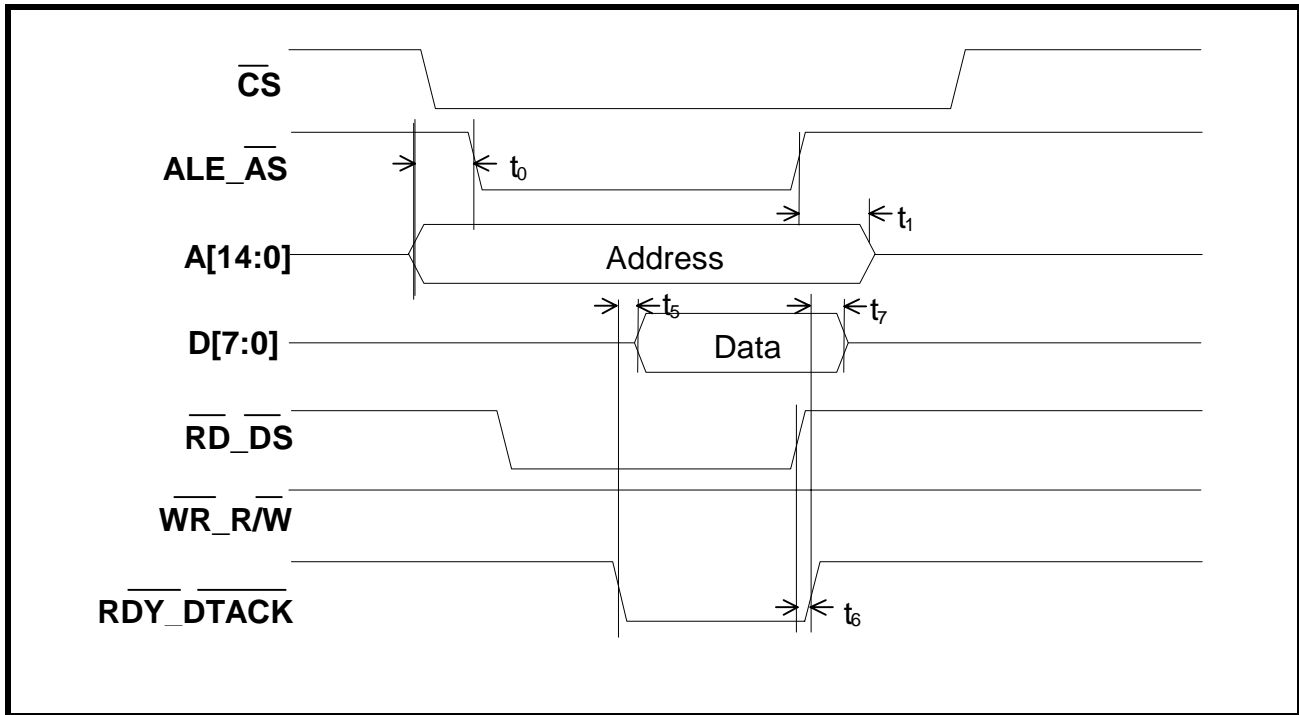 CS
ALE_AS
t0
A[14:0]
Address
t1
D[7:0]
t5
Data
t7
RD_DS
WR_R/W
RDY_DTACK
t6